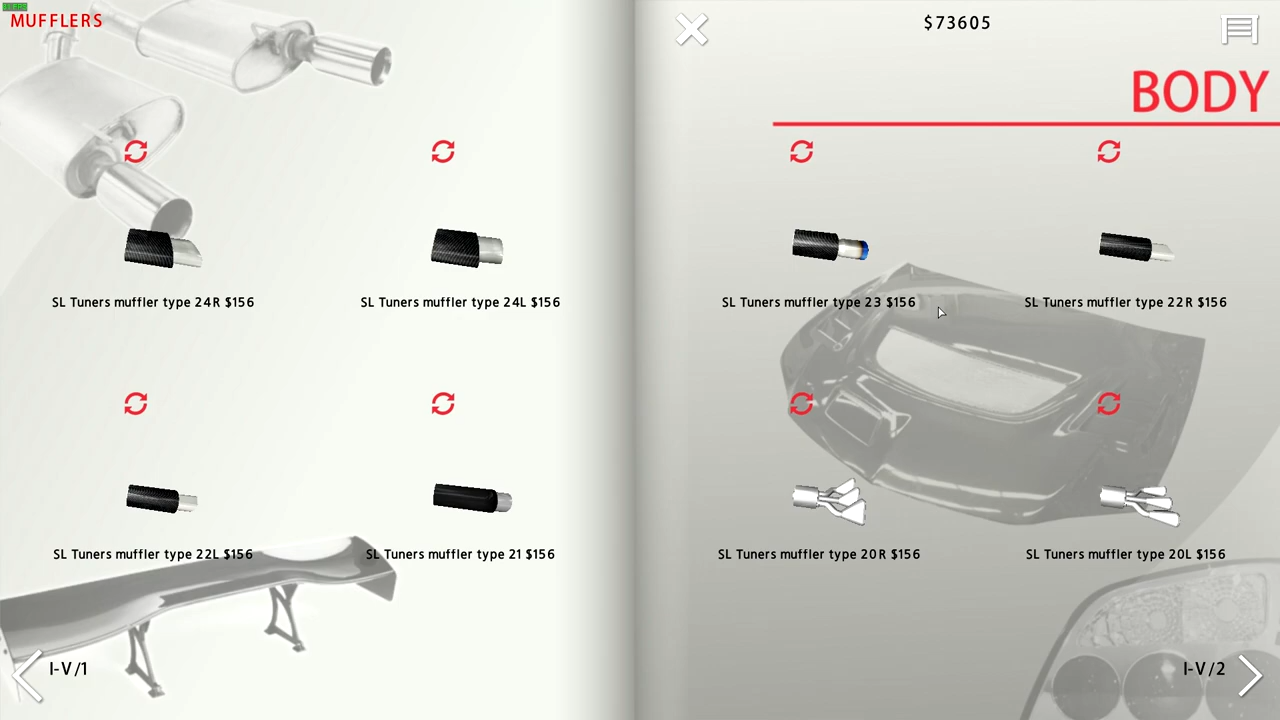 MUFFLERS
$73605
BODY
SL Tuners muffler type 24R $156
SL Tuners muffler type 24L $156
SL Tuners muffler type 23 $156
SL Tuners muffler type 22R $156
SL Tuners muffler type 22L $156
SL Tuners muffler type 21 $156
SL Tuners muffler type 20R $156
SL Tuners muffler type 20L $156
I-V/1
I-V/2